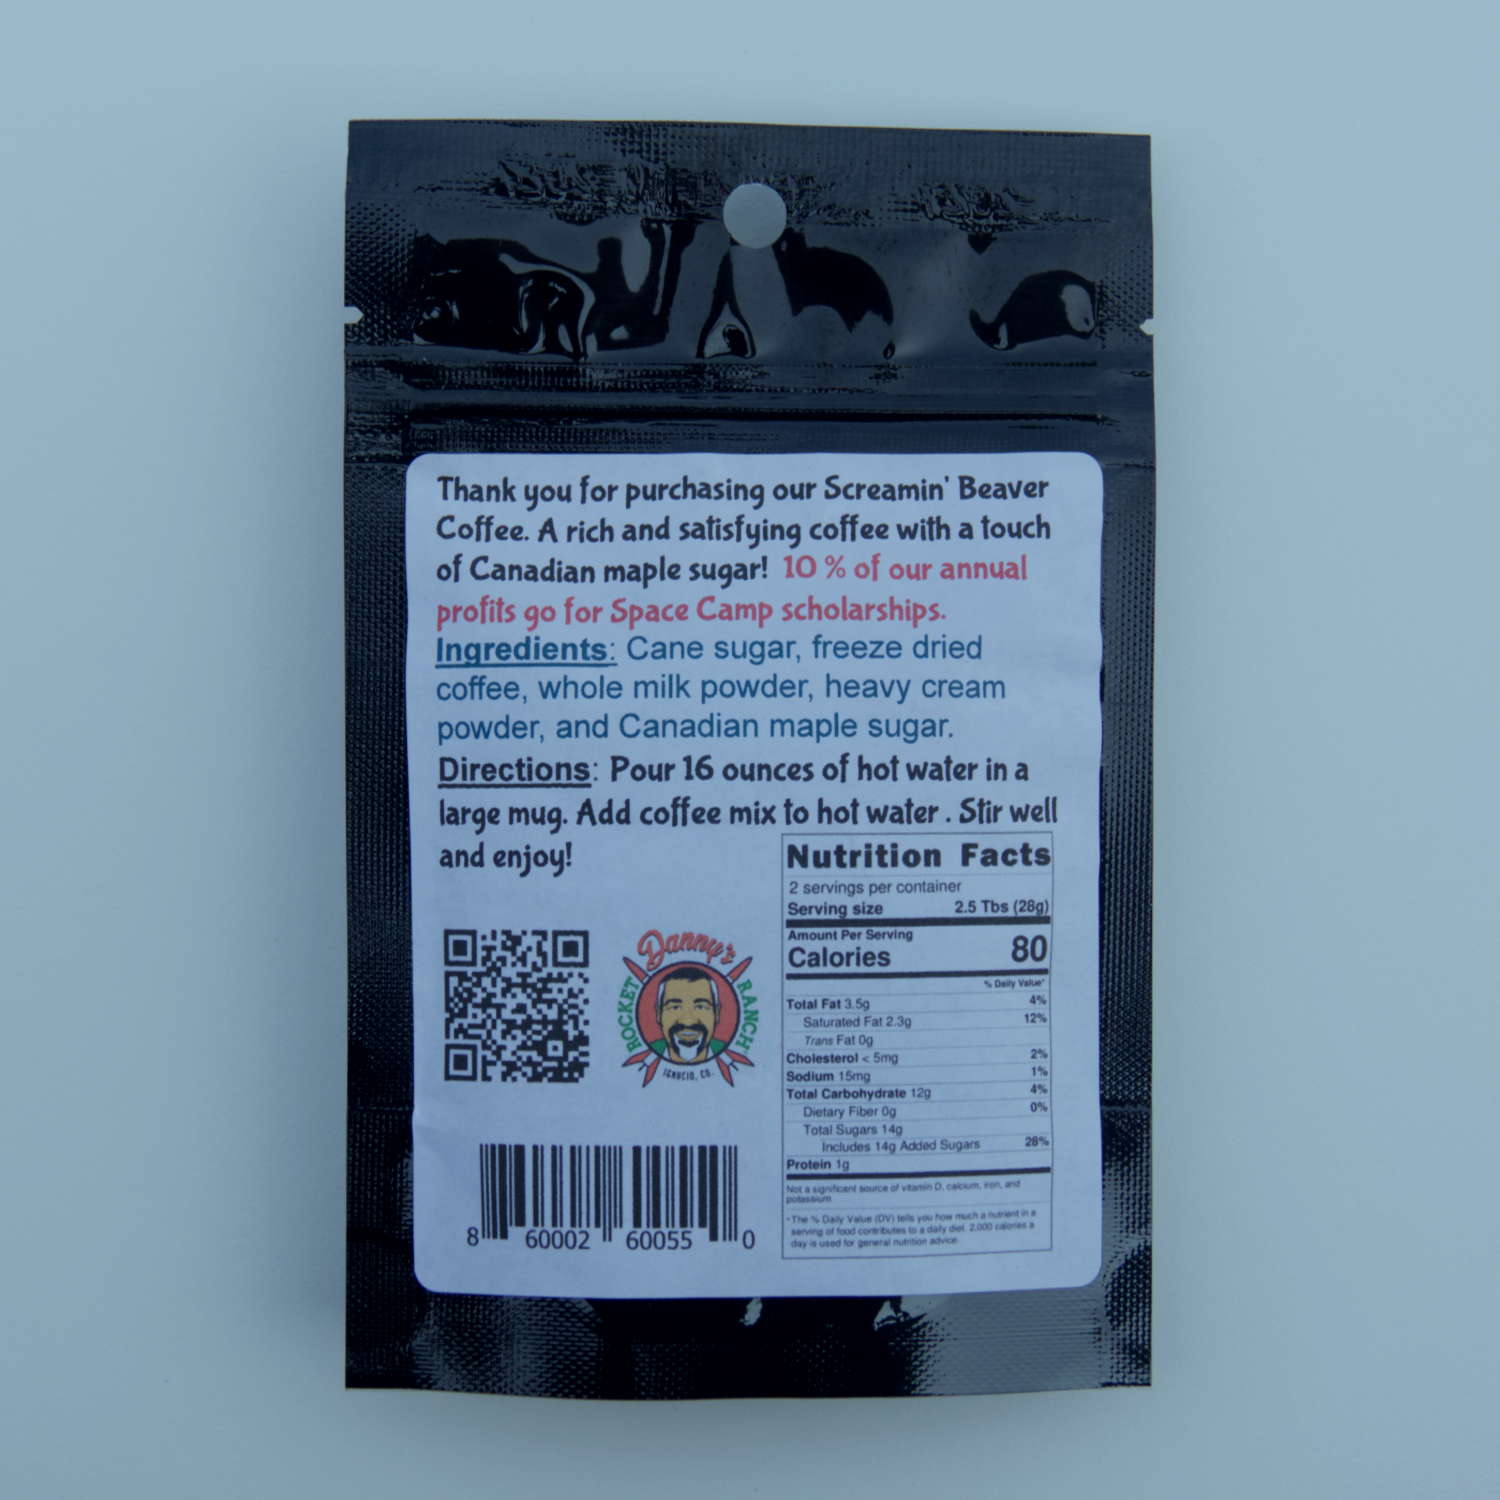 Thank you for purchasing our Screamin' Beaver
Coffee. A rich and satisfying coffee with a touch
of Canadian maple sugar! 10 % of our annual
profits go for Space Camp scholarships.
Ingredients: Cane sugar, freeze dried
coffee, whole milk powder, heavy cream
powder, and Canadian maple sugar.
Directions: Pour 16 ounces of hot water in a
large mug. Add coffee mix to hot water . Stir well
and enjoy!
Danny's
ROCKET RANCH
IGNACIO, CO.
8 60002 60055 0
Nutrition Facts
2 servings per container
Serving size 2.5 Tbs (28g)
Amount Per Serving
Calories 80
% Daily Value*
Total Fat 3.5g 4%
Saturated Fat 2.3g 12%
Trans Fat 0g
Cholesterol < 5mg 2%
Sodium 15mg 1%
Total Carbohydrate 12g 4%
Dietary Fiber 0g 0%
Total Sugars 14g
Includes 14g Added Sugars 28%
Protein 1g
Not a significant source of vitamin D, calcium, iron, and
potassium
*The % Daily Value (DV) tells you how much a nutrient in a
serving of food contributes to a daily diet. 2,000 calories a
day is used for general nutrition advice.